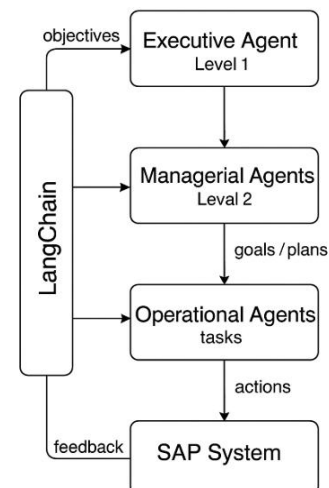 objectives
Executive Agent
Level 1
LangChain
Managerial Agents
Leval 2
goals / plans
Operational Agents
tasks
actions
feedback
SAP System